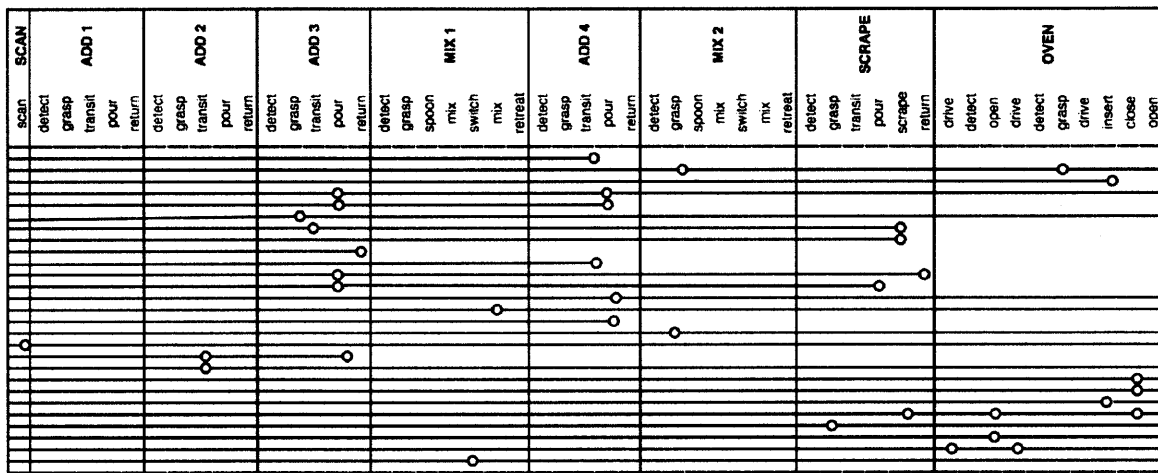 SCAN
scan
ADD 1
detect
grasp
transit
pour
return
ADD 2
detect
grasp
transit
pour
return
ADD 3
detect
grasp
transit
pour
return
MIX 1
detect
grasp
spoon
mix
switch
mix
retreat
ADD 4
detect
grasp
transit
pour
return
MIX 2
detect
grasp
spoon
mix
switch
mix
retreat
SCRAPE
detect
grasp
transit
pour
scrape
return
OVEN
drive
detect
open
drive
detect
grasp
drive
insert
close
open